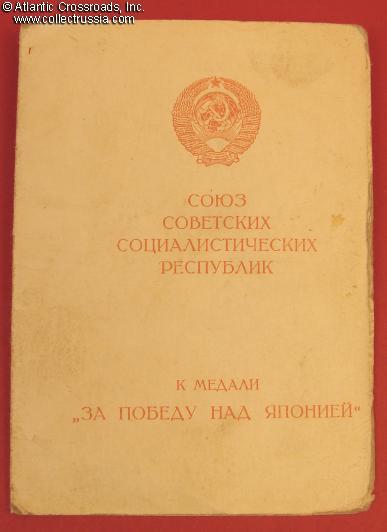 © Atlantic Crossroads, Inc.
www.collectrussia.com
СОЮЗ
СОВЕТСКИХ
СОЦИАЛИСТИЧЕСКИХ
РЕСПУБЛИК
К МЕДАЛИ
„ЗА ПОБЕДУ НАД ЯПОНИЕЙ“